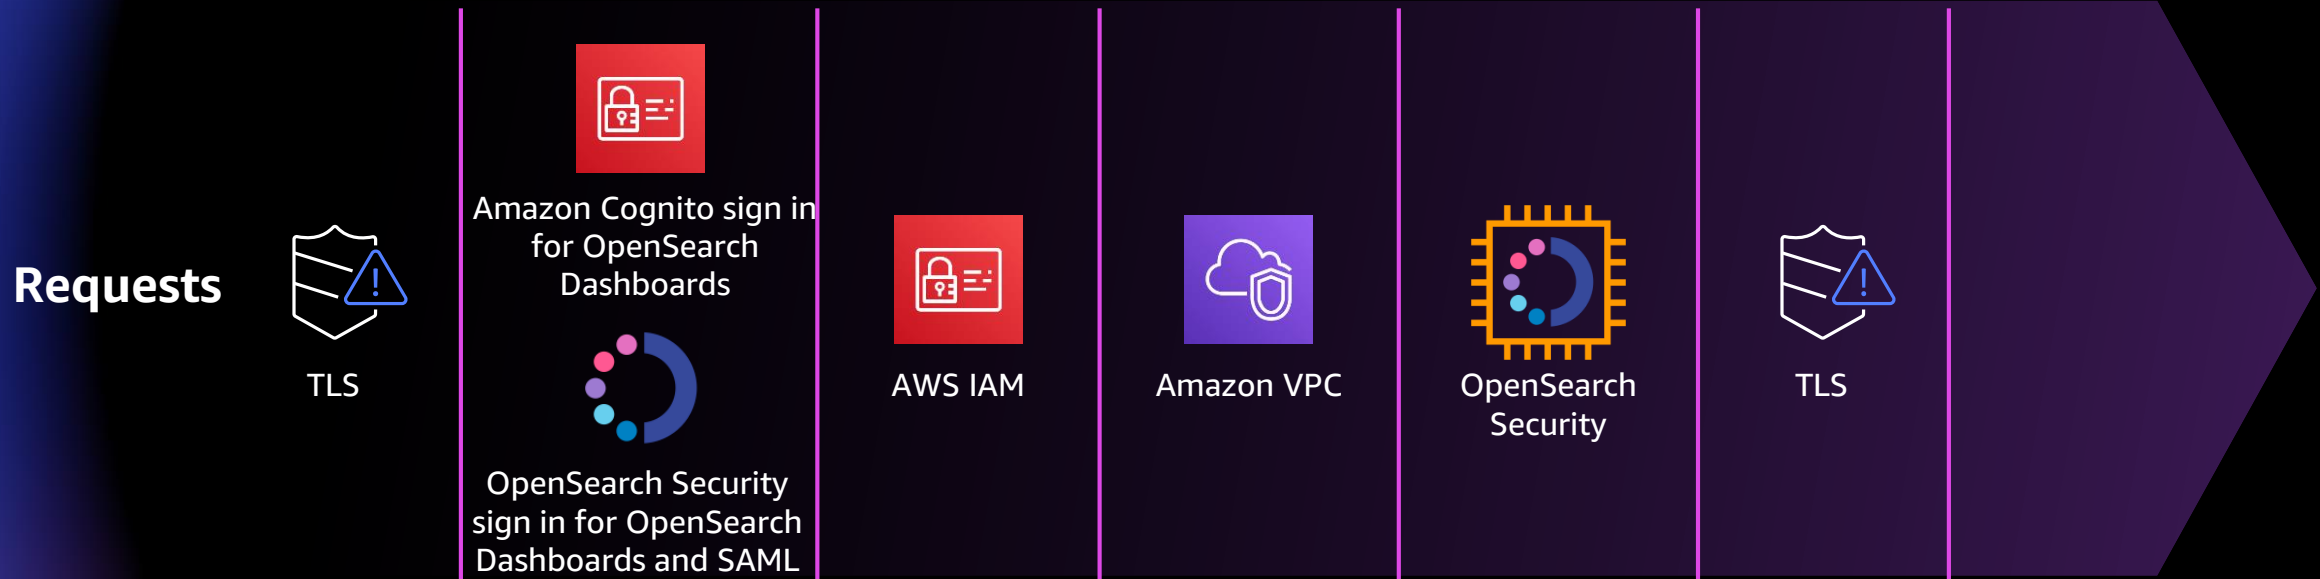 Requests
TLS
Amazon Cognito sign in
for OpenSearch
Dashboards
OpenSearch Security
sign in for OpenSearch
Dashboards and SAML
AWS IAM
Amazon VPC
OpenSearch
Security
TLS